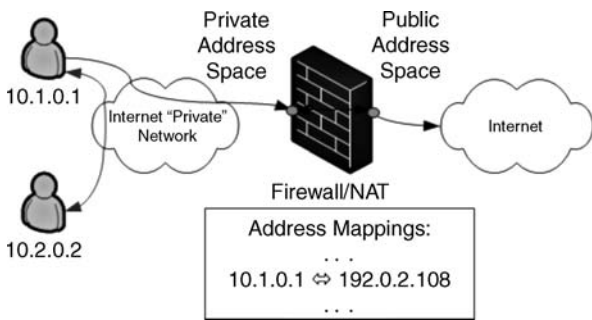 Private
Address
Space
Public
Address
Space
10.1.0.1
Internet “Private”
Network
Internet
Firewall/NAT
10.2.0.2
Address Mappings:
. . .
10.1.0.1 ⇔ 192.0.2.108
. . .